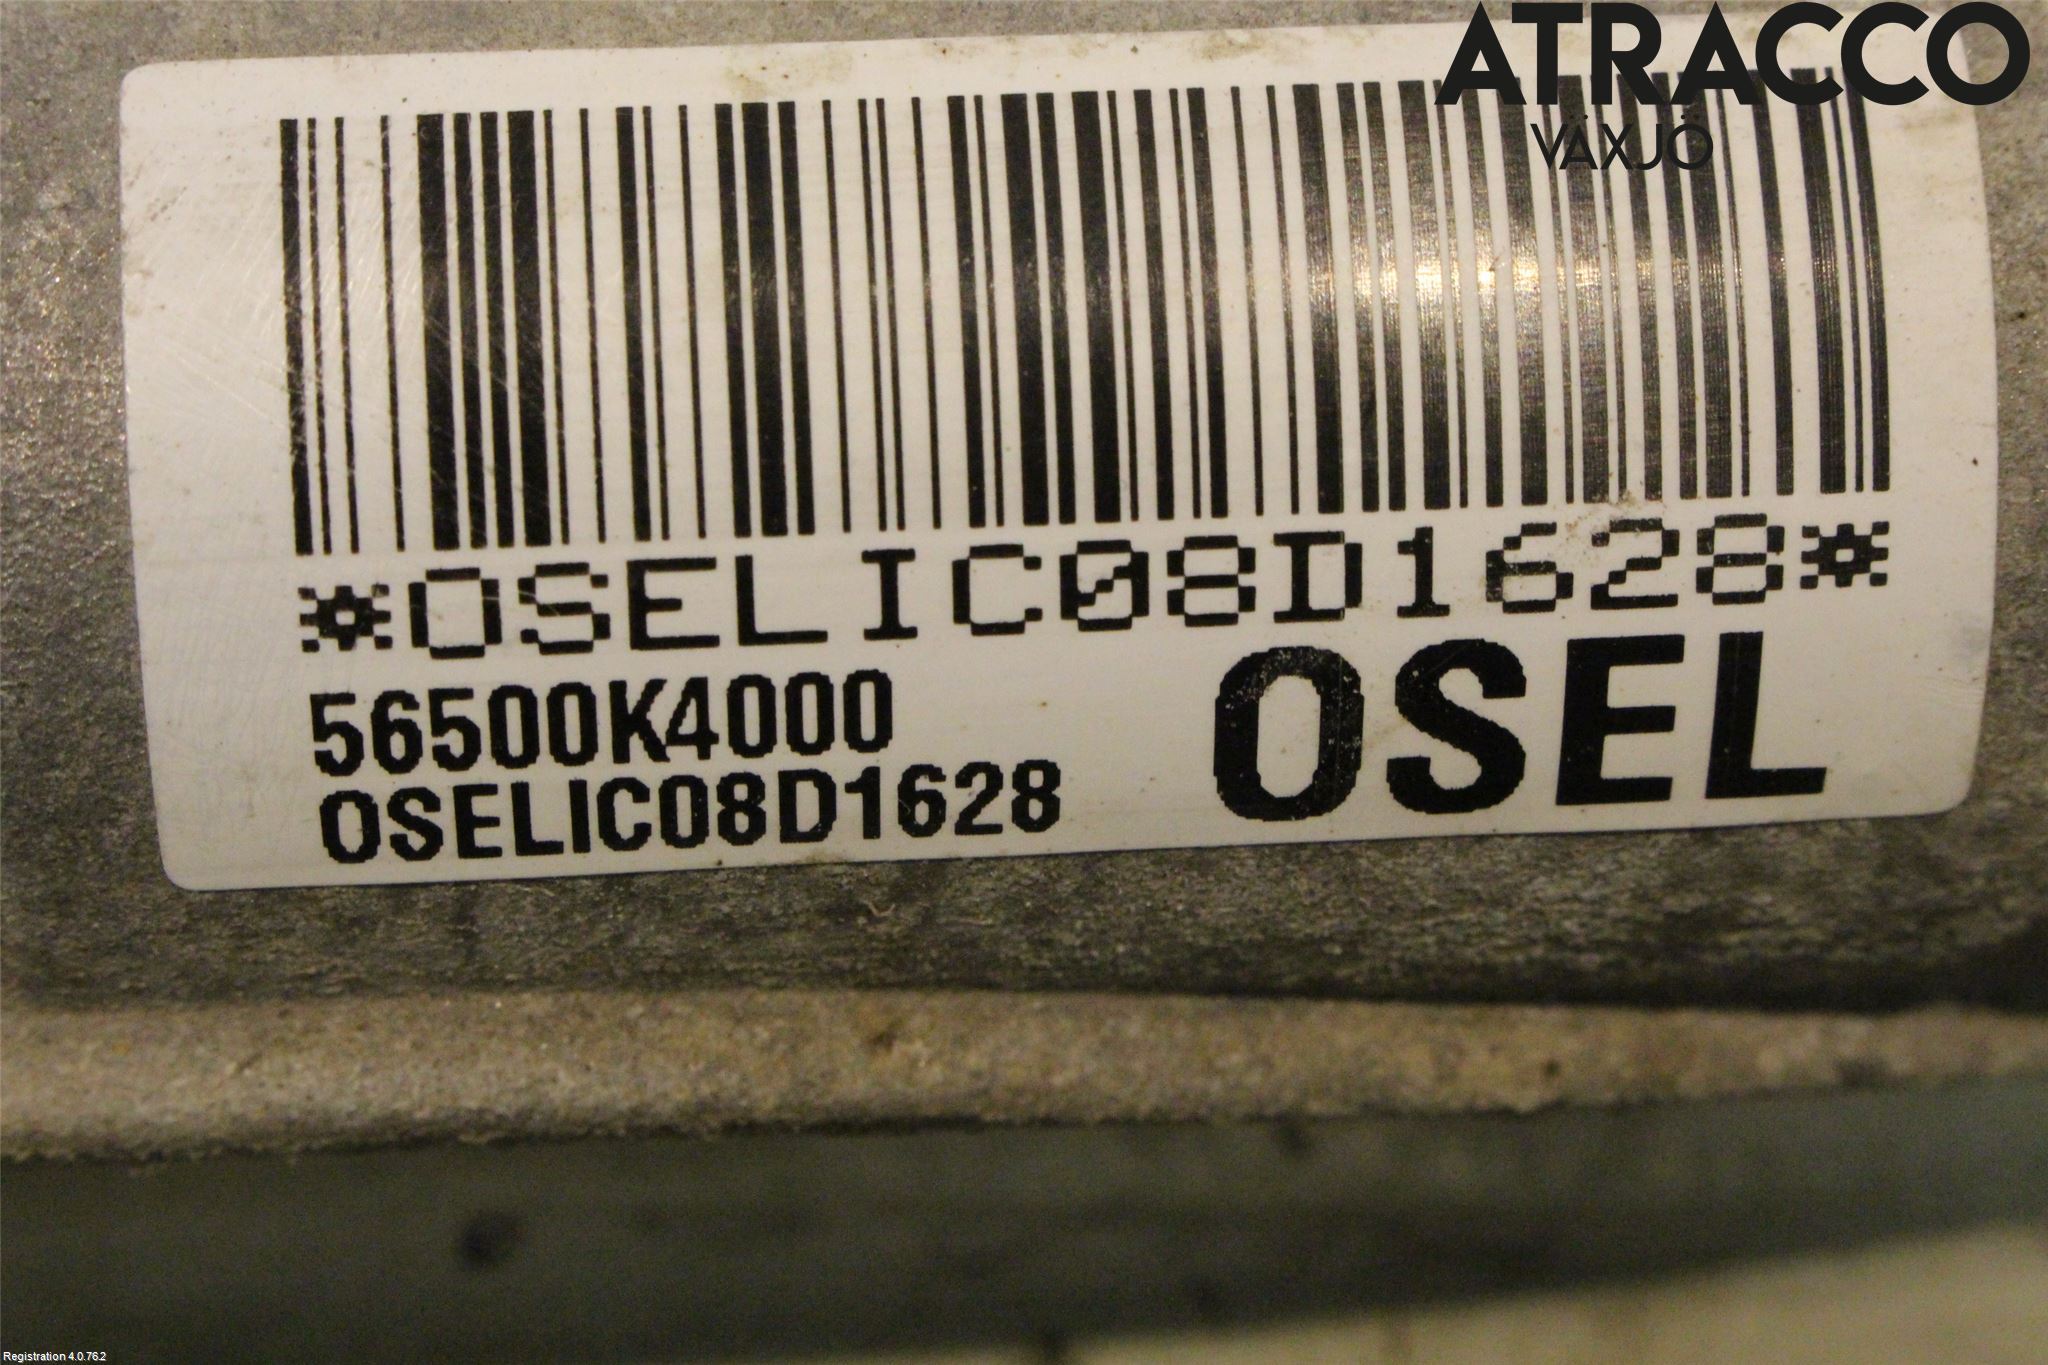 ATRACCO
VÄXJÖ
*OSELIC08D1628*
56500K4000
OSELIC08D1628
OSEL
Registration 4.0.76.2